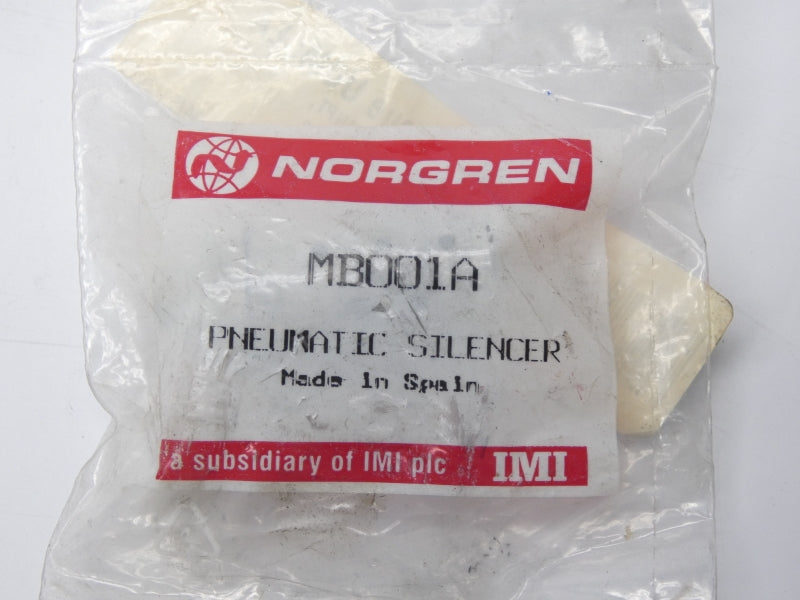 NORGREN
MB001A
PNEUMATIC SILENCER
Made in Spain
a subsidiary of IMI plc IMI